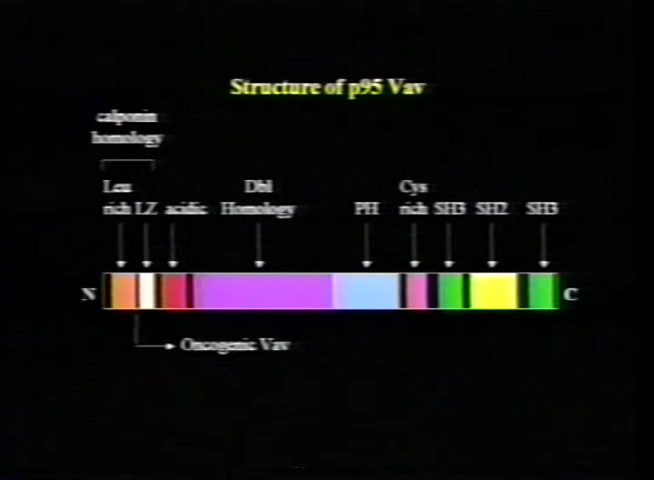 Structure of p95 Vav
calponin
homology
Leu
rich LZ acidic
Dbl
Homology
PH
Cys
rich SH3 SH2 SH3
N
C
Oncogenic Vav